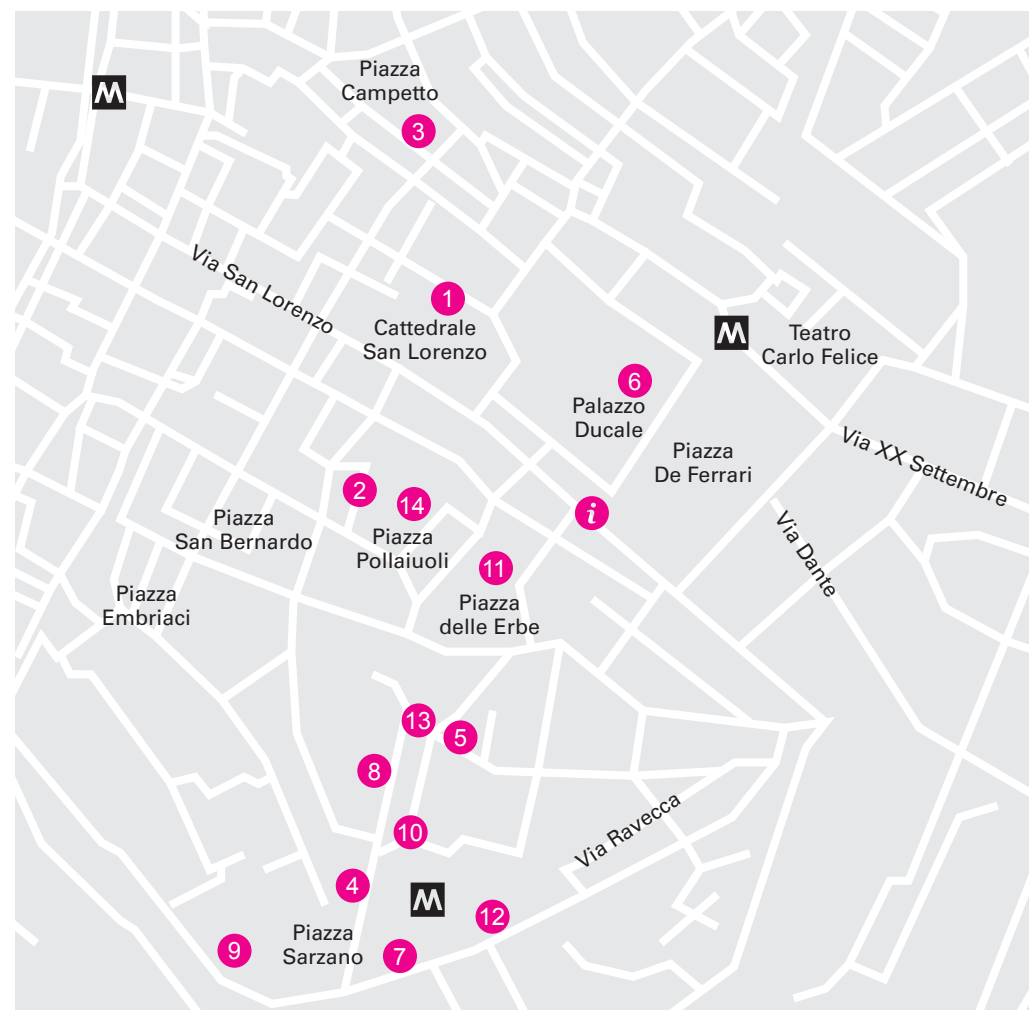 Piazza
Campetto
M
3
Via San Lorenzo
1
Cattedrale
San Lorenzo
M
Teatro
Carlo Felice
6
Palazzo
Ducale
Via XX Settembre
Piazza
De Ferrari
2
14
i
Piazza
San Bernardo
Piazza
Pollaiuoli
Via Dante
11
Piazza
Embriaci
Piazza
delle Erbe
13
5
8
10
Via Ravecca
4
M
12
9
Piazza
Sarzano
7